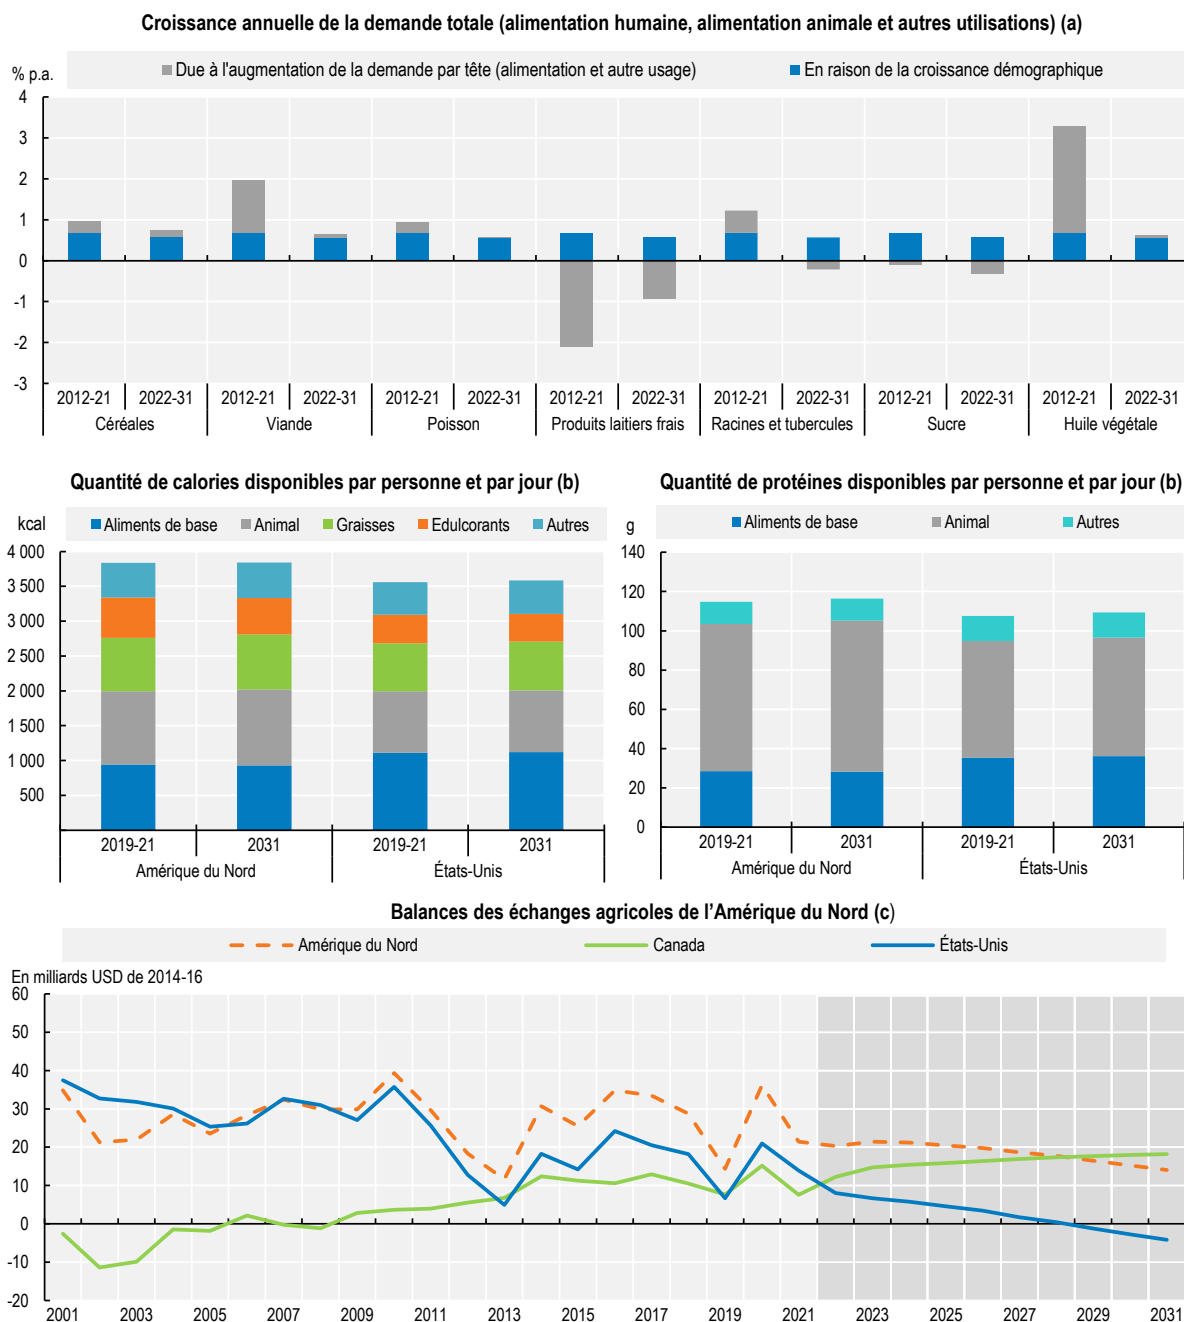 Croissance annuelle de la demande totale (alimentation humaine, alimentation animale et autres utilisations) (a)
Due à l'augmentation de la demande par tête (alimentation et autre usage) En raison de la croissance démographique
% p.a.
4
3
2
1
0
-1
-2
-3
2012-21 2022-31 2012-21 2022-31 2012-21 2022-31 2012-21 2022-31 2012-21 2022-31 2012-21 2022-31 2012-21 2022-31
Céréales Viande Poisson Produits laitiers frais Racines et tubercules Sucre Huile végétale
Quantité de calories disponibles par personne et par jour (b)
kcal
Aliments de base Animal Graisses Edulcorants Autres
4 000
3 500
3 000
2 500
2 000
1 500
1 000
500
2019-21 2031 2019-21 2031
Amérique du Nord États-Unis
Quantité de protéines disponibles par personne et par jour (b)
g
Aliments de base Animal Autres
140
120
100
80
60
40
20
0
2019-21 2031 2019-21 2031
Amérique du Nord États-Unis
Balances des échanges agricoles de l’Amérique du Nord (c)
Amérique du Nord Canada États-Unis
En milliards USD de 2014-16
60
50
40
30
20
10
0
-10
-20
2001 2003 2005 2007 2009 2011 2013 2015 2017 2019 2021 2023 2025 2027 2029 2031